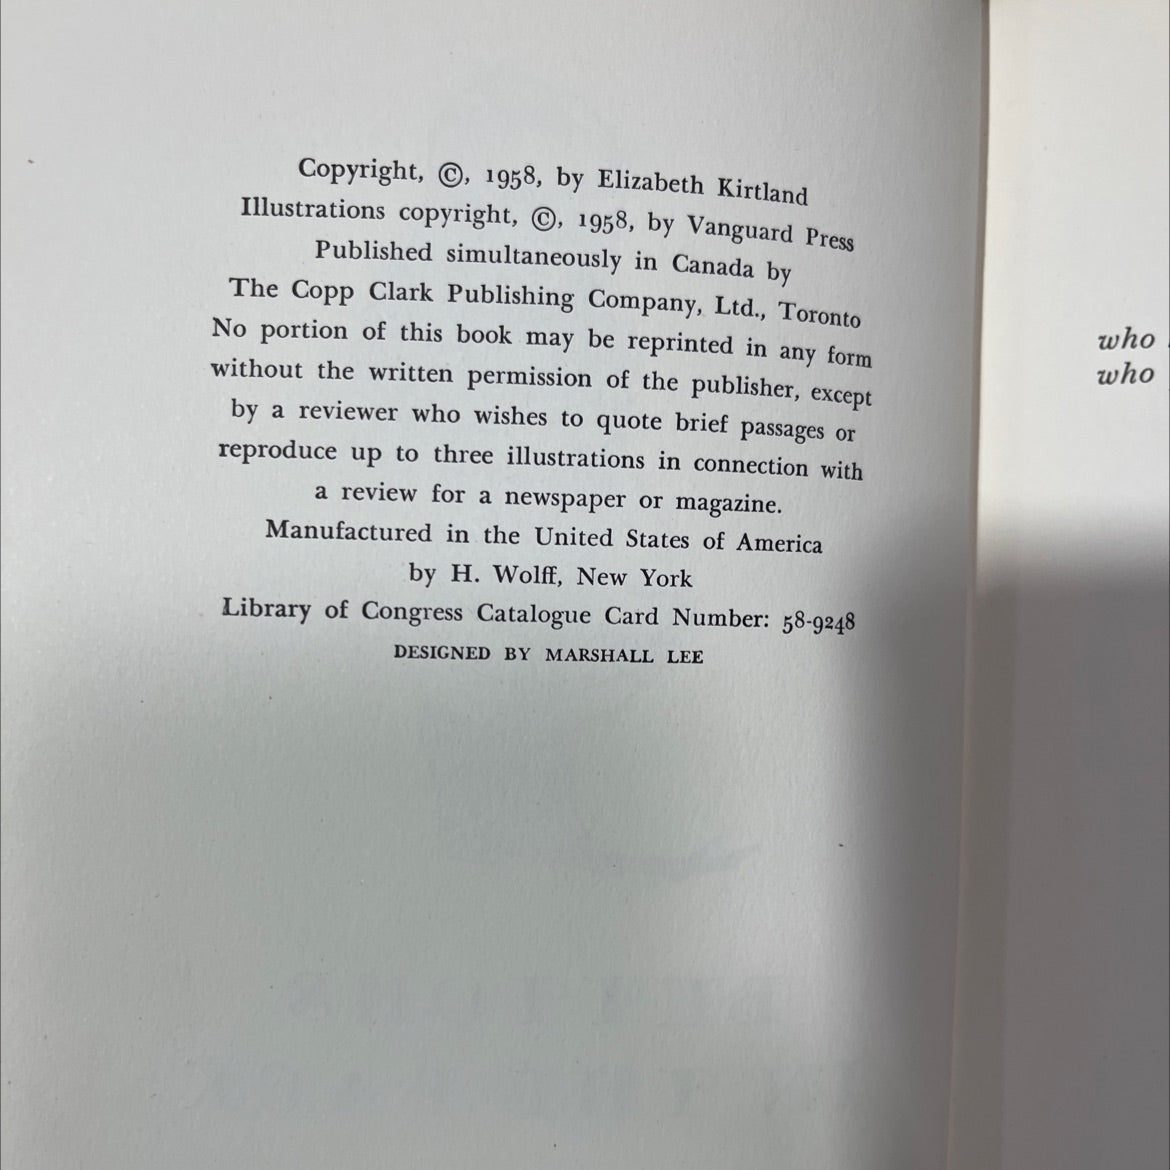 Copyright, ©, 1958, by Elizabeth Kirtland
Illustrations copyright, ©, 1958, by Vanguard Press
Published simultaneously in Canada by
The Copp Clark Publishing Company, Ltd., Toronto
No portion of this book may be reprinted in any form
without the written permission of the publisher, except
by a reviewer who wishes to quote brief passages or
reproduce up to three illustrations in connection with
a review for a newspaper or magazine.
Manufactured in the United States of America
by H. Wolff, New York
Library of Congress Catalogue Card Number: 58-9248
DESIGNED BY MARSHALL LEE
who
who